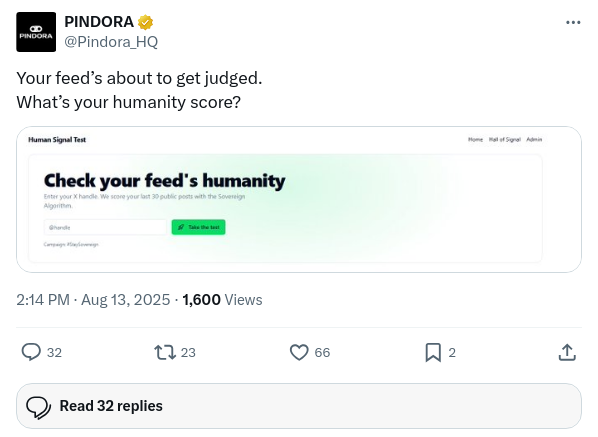 PINDORA
PINDORA
@Pindora_HQ
Your feed’s about to get judged.
What’s your humanity score?
Human Signal Test
Home Hall of Signal Admin
Check your feed's humanity
Enter your X handle. We score your last 30 public posts with the Sovereign
Algorithm.
@handle
Take the test
Campaign: #StaySovereign
2:14 PM · Aug 13, 2025 · 1,600 Views
32
23
66
2
Read 32 replies